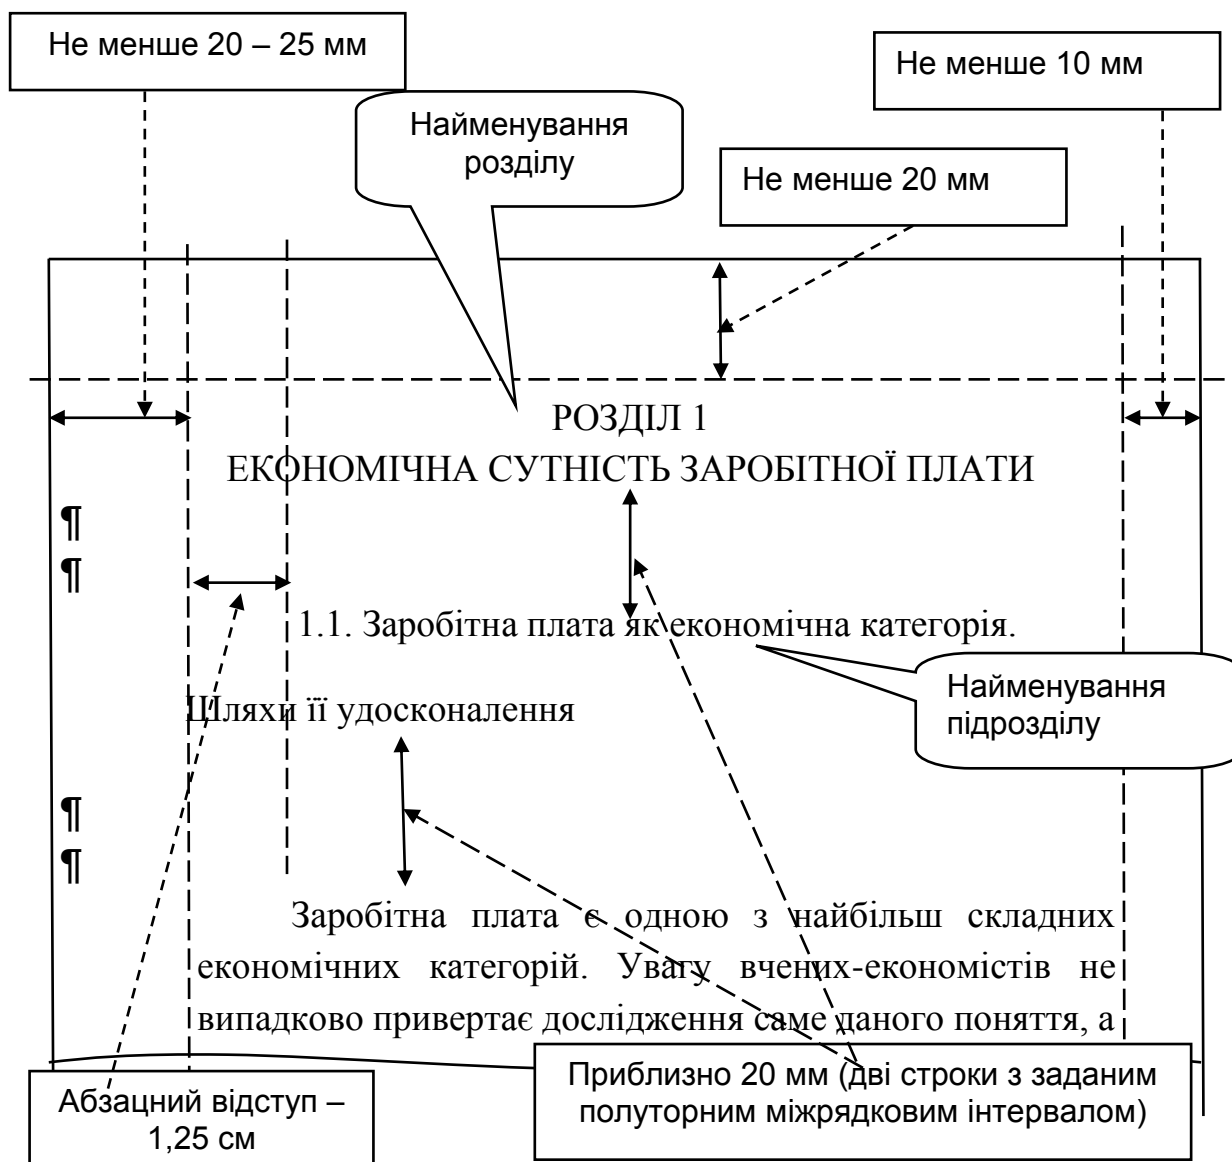 Не менше 20 – 25 мм
Не менше 10 мм
Найменування
розділу
Не менше 20 мм
РОЗДІЛ 1
ЕКОНОМІЧНА СУТНІСТЬ ЗАРОБІТНОЇ ПЛАТИ
¶
¶
1.1. Заробітна плата як економічна категорія.
Найменування
підрозділу
Шляхи її удосконалення
¶
¶
Заробітна плата є одною з найбільш складних
економічних категорій. Увагу вчених-економістів не
випадково привертає дослідження саме даного поняття, а
Приблизно 20 мм (дві строки з заданим
полуторним міжрядковим інтервалом)
Абзацний відступ –
1,25 см